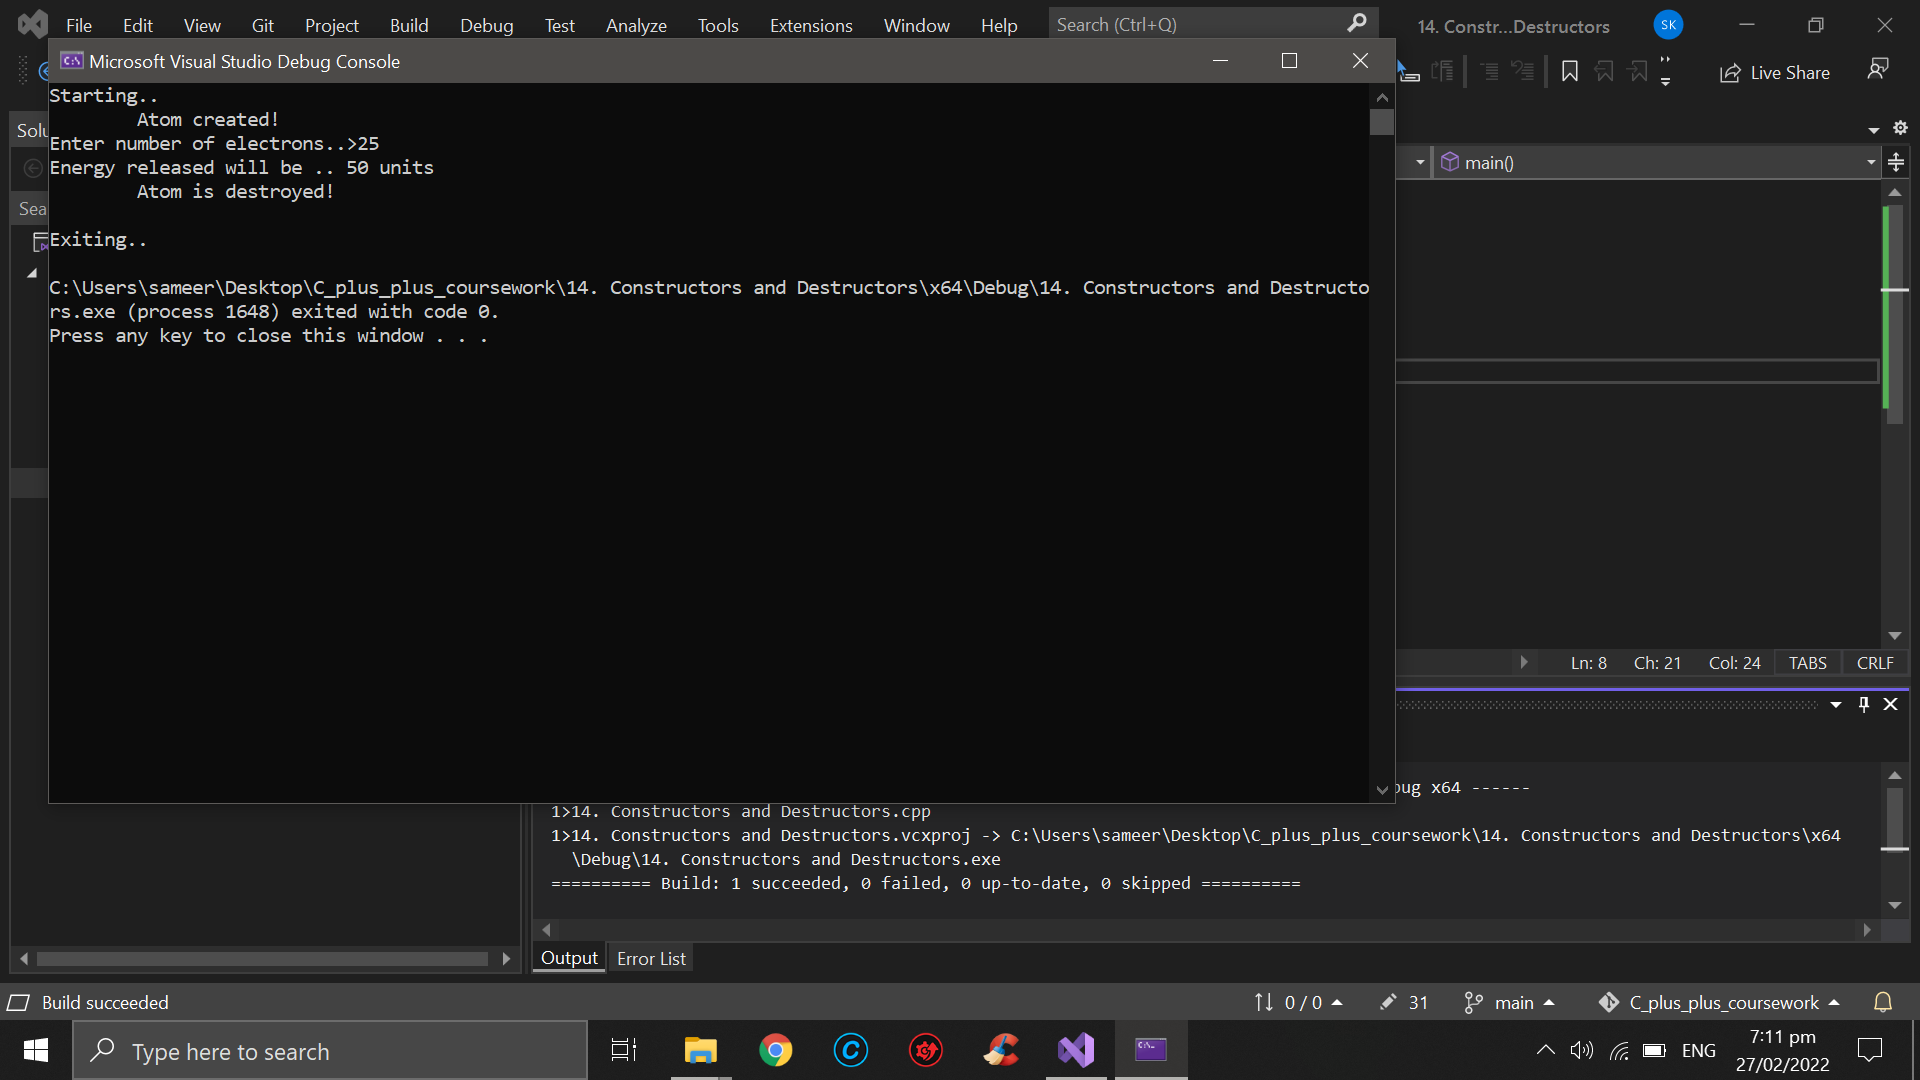 File Edit View Git Project Build Debug Test Analyze Tools Extensions Window Help Search (Ctrl+Q) 14. Constr...Destructors SK
Microsoft Visual Studio Debug Console
Live Share
Starting..
Atom created!
Enter number of electrons..>25
Energy released will be .. 50 units
Atom is destroyed!
Exiting..
C:\Users\sameer\Desktop\C_plus_plus_coursework\14. Constructors and Destructors\x64\Debug\14. Constructors and Destructo
rs.exe (process 1648) exited with code 0.
Press any key to close this window . . .
Solu
Sea
main()
Ln: 8 Ch: 21 Col: 24 TABS CRLF
bug x64 ------
1>14. Constructors and Destructors.cpp
1>14. Constructors and Destructors.vcxproj -> C:\Users\sameer\Desktop\C_plus_plus_coursework\14. Constructors and Destructors\x64
\Debug\14. Constructors and Destructors.exe
========== Build: 1 succeeded, 0 failed, 0 up-to-date, 0 skipped ==========
Output Error List
Build succeeded 0 / 0 31 main C_plus_plus_coursework
Type here to search ENG 7:11 pm
27/02/2022